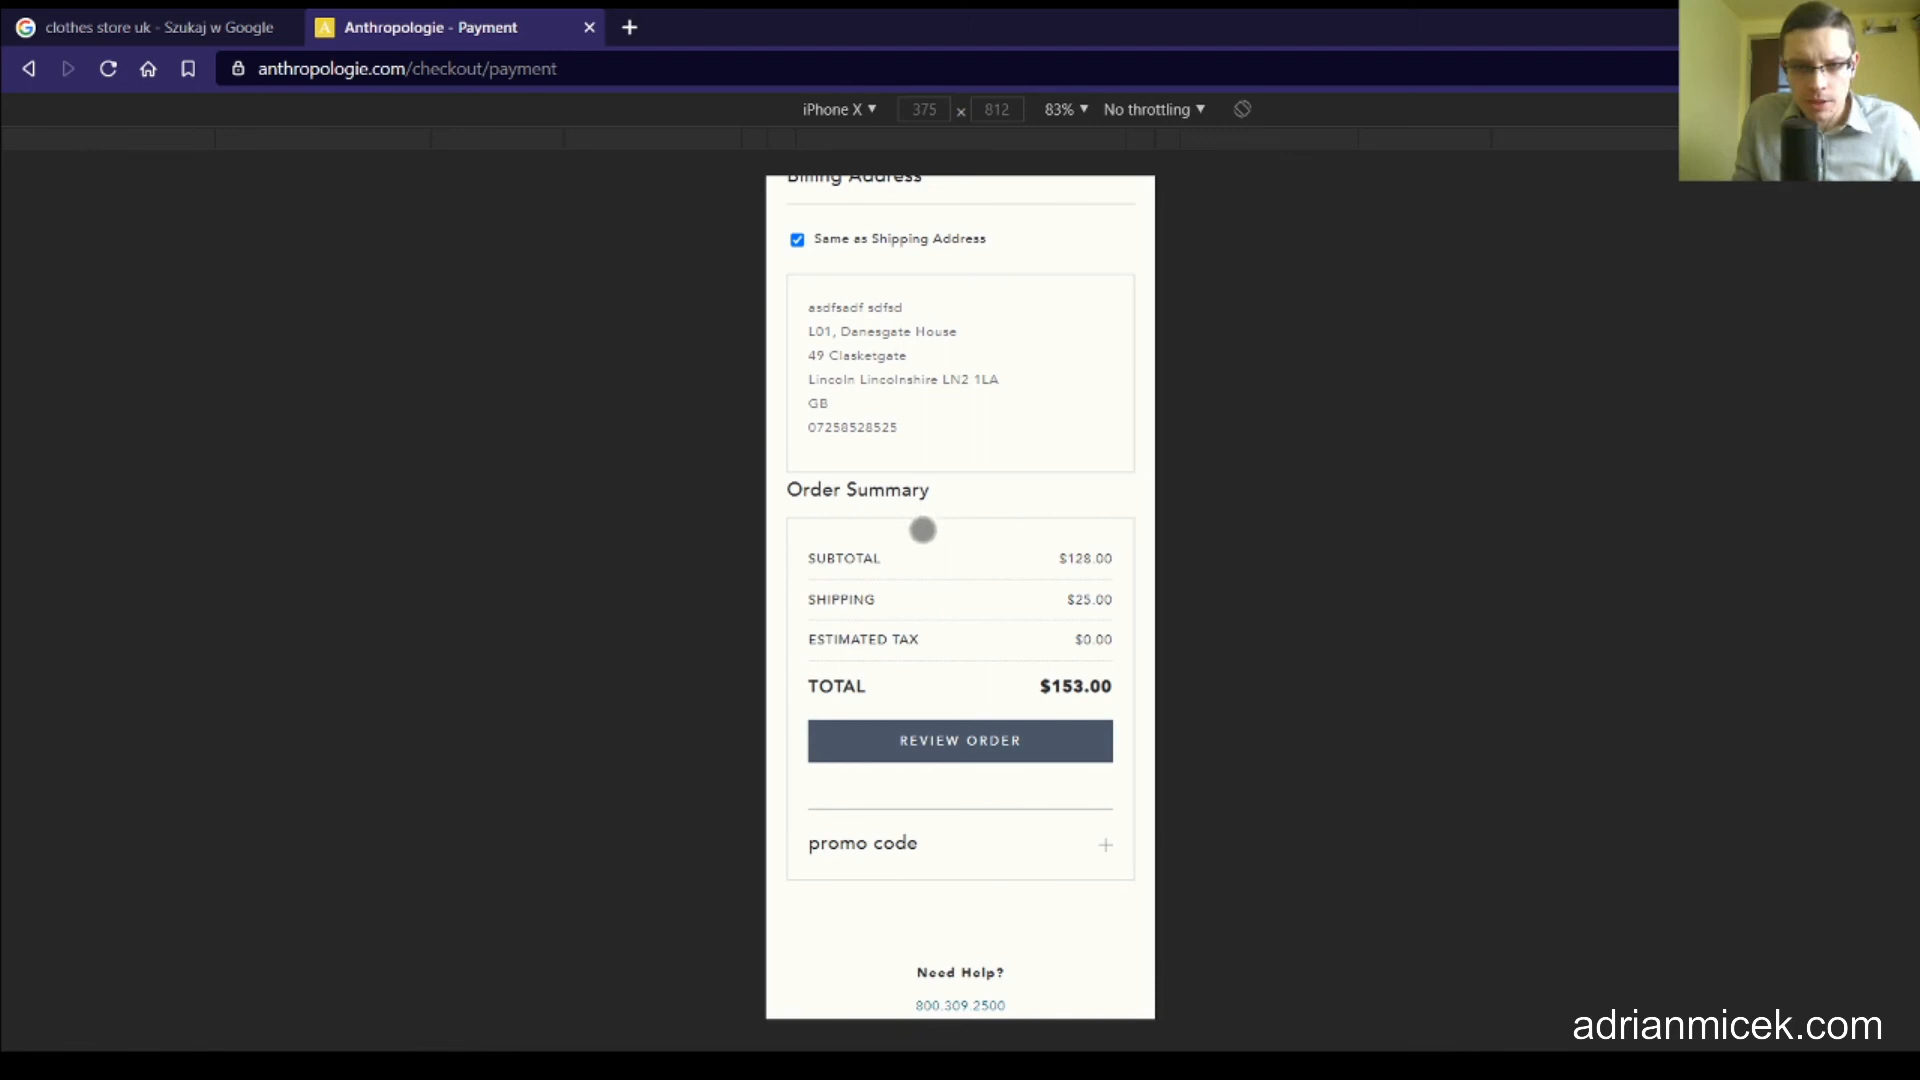 clothes store uk - Szukaj w Google
Anthropologie - Payment
anthropologie.com/checkout/payment
iPhone X 375 x 812 83% No throttling
Billing Address
Same as Shipping Address
asdfsadf sdfsd
L01, Danesgate House
49 Clasketgate
Lincoln Lincolnshire LN2 1LA
GB
07258528525
Order Summary
SUBTOTAL $128.00
SHIPPING $25.00
ESTIMATED TAX $0.00
TOTAL $153.00
REVIEW ORDER
promo code +
Need Help?
800.309.2500
adrianmicek.com